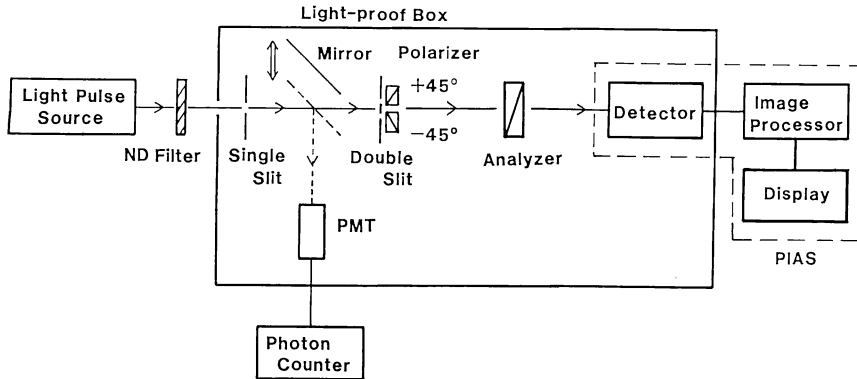 Light-proof Box
Mirror
Polarizer
+45°
-45°
Light Pulse
Source
ND Filter
Single
Slit
Double
Slit
Analyzer
Detector
Image
Processor
Display
PIAS
PMT
Photon
Counter